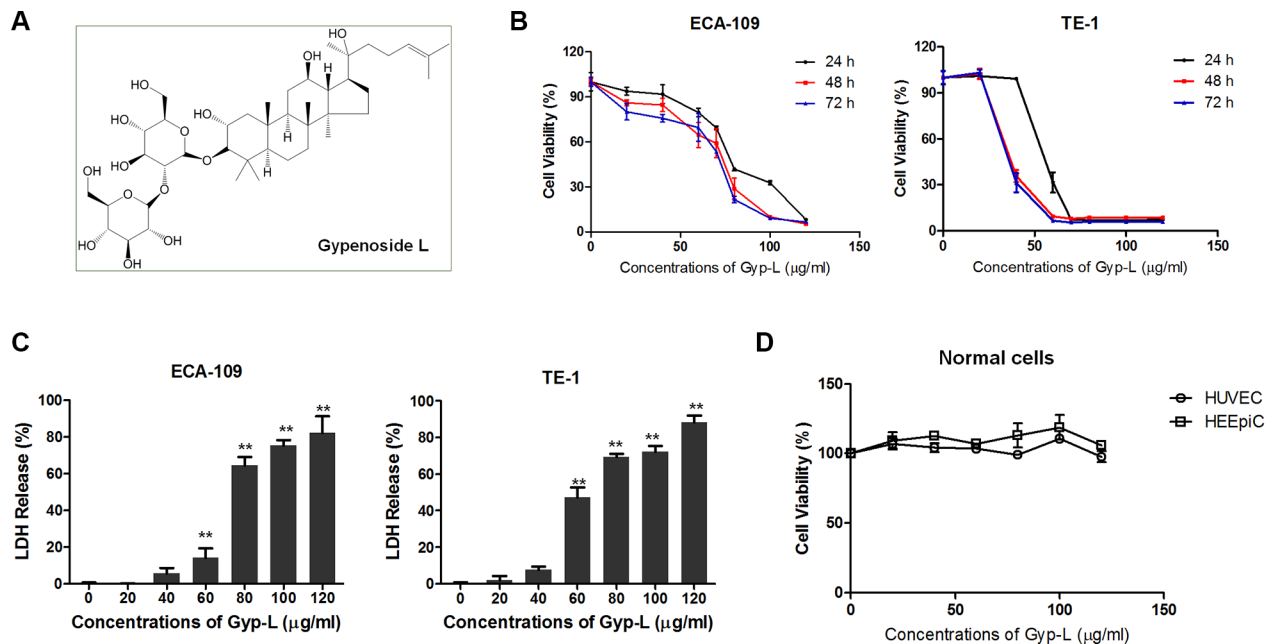 A
HO
OH
HO
HO
O
HO
HO
O
OH
O
O
OH
HO
OH
OH
H
H
H
H
Gypenoside L
B
ECA-109
120
90
60
30
0
0
50
100
150
Cell Viability (%)
Concentrations of Gyp-L (μg/ml)
24 h
48 h
72 h
TE-1
120
90
60
30
0
0
50
100
150
Cell Viability (%)
Concentrations of Gyp-L (μg/ml)
24 h
48 h
72 h
C
ECA-109
100
80
60
40
20
0
LDH Release (%)
** ** ** **
0 20 40 60 80 100 120
Concentrations of Gyp-L (μg/ml)
TE-1
100
80
60
40
20
0
LDH Release (%)
** ** ** **
0 20 40 60 80 100 120
Concentrations of Gyp-L (μg/ml)
D
Normal cells
150
100
50
0
0 50 100 150
Cell Viability (%)
Concentrations of Gyp-L (μg/ml)
HUVEC
HEEpiC